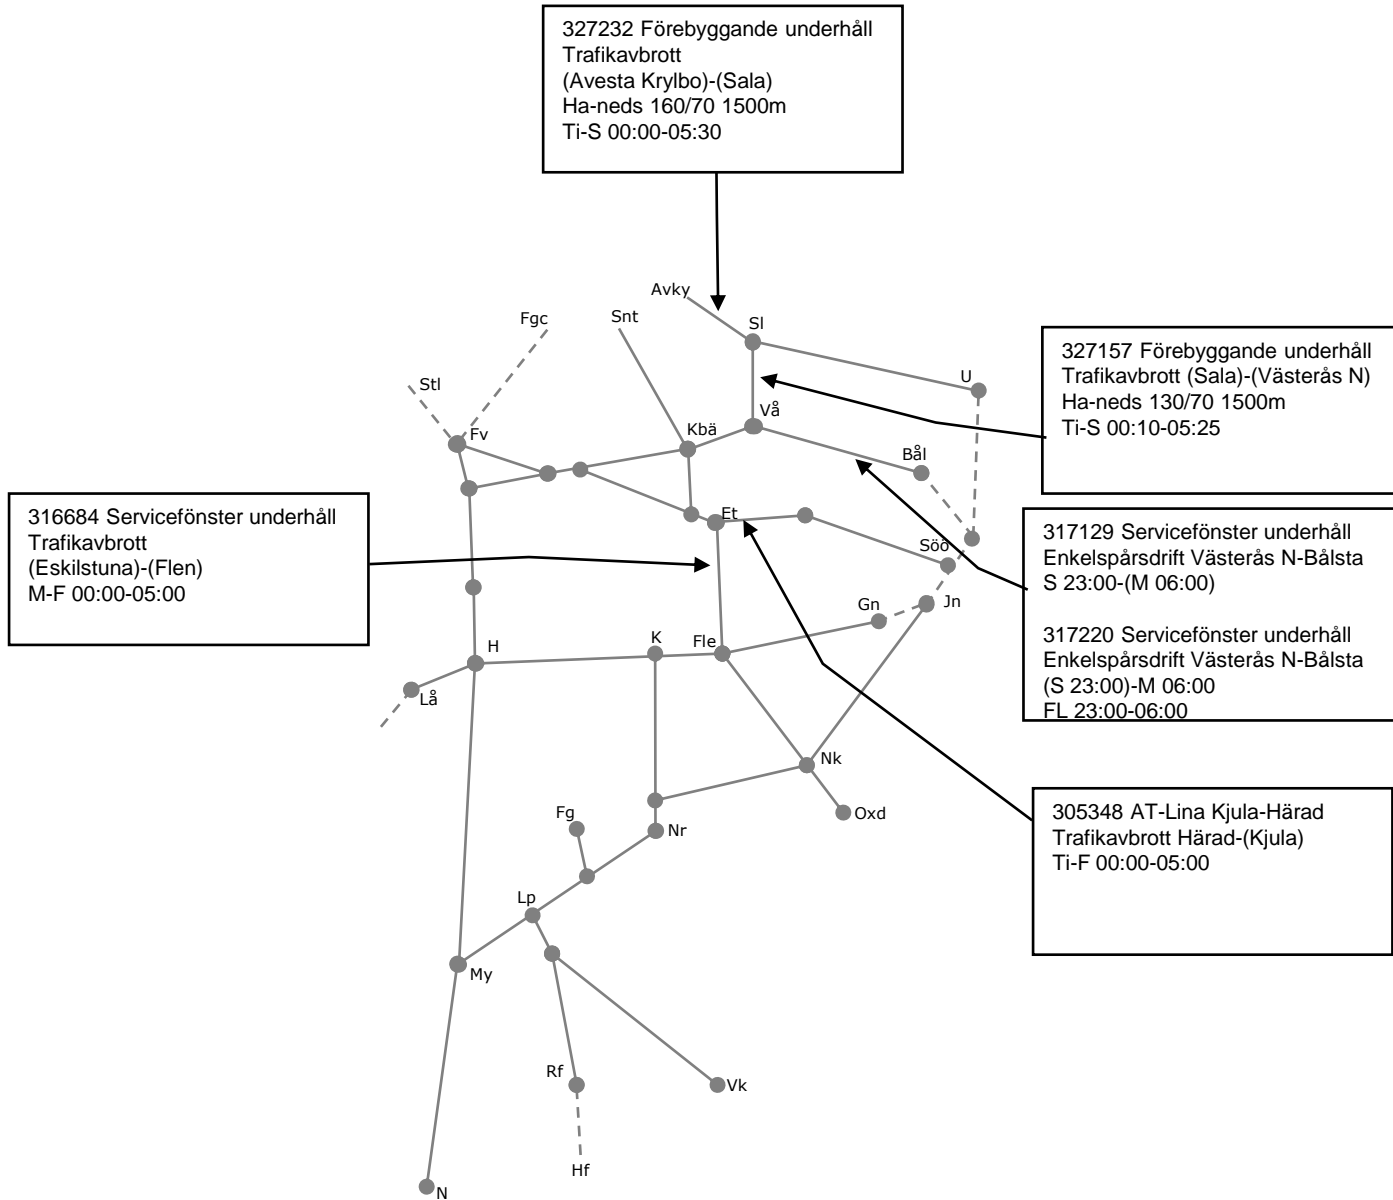 327232 Förebyggande underhåll
Trafikavbrott
(Avesta Krylbo)-(Sala)
Ha-neds 160/70 1500m
Ti-S 00:00-05:30
Avky
Sl
Fgc
Snt
Stl
U
327157 Förebyggande underhåll
Trafikavbrott (Sala)-(Västerås N)
Ha-neds 130/70 1500m
Ti-S 00:10-05:25
Vå
Kbä
Fv
Bål
316684 Servicefönster underhåll
Trafikavbrott
(Eskilstuna)-(Flen)
M-F 00:00-05:00
Et
Söö
317129 Servicefönster underhåll
Enkelspårsdrift Västerås N-Bålsta
S 23:00-(M 06:00)
317220 Servicefönster underhåll
Enkelspårsdrift Västerås N-Bålsta
(S 23:00)-M 06:00
FL 23:00-06:00
Gn
Jn
H
K
Fle
Lå
Nk
Oxd
305348 AT-Lina Kjula-Härad
Trafikavbrott Härad-(Kjula)
Ti-F 00:00-05:00
Fg
Nr
Lp
My
Rf
Vk
Hf
N